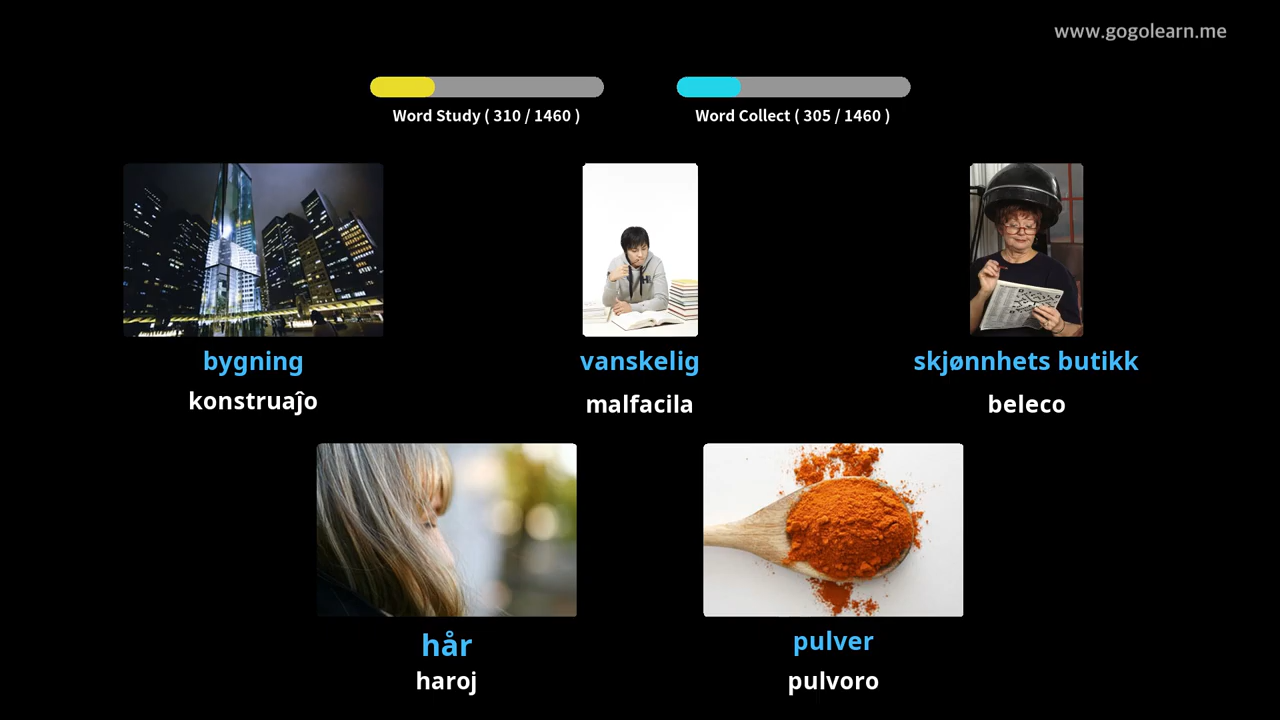 www.gogolearn.me
Word Study ( 310 / 1460 )
Word Collect ( 305 / 1460 )
bygning
konstruaĵo
vanskelig
malfacila
skjønnhets butikk
beleco
hår
haroj
pulver
pulvoro